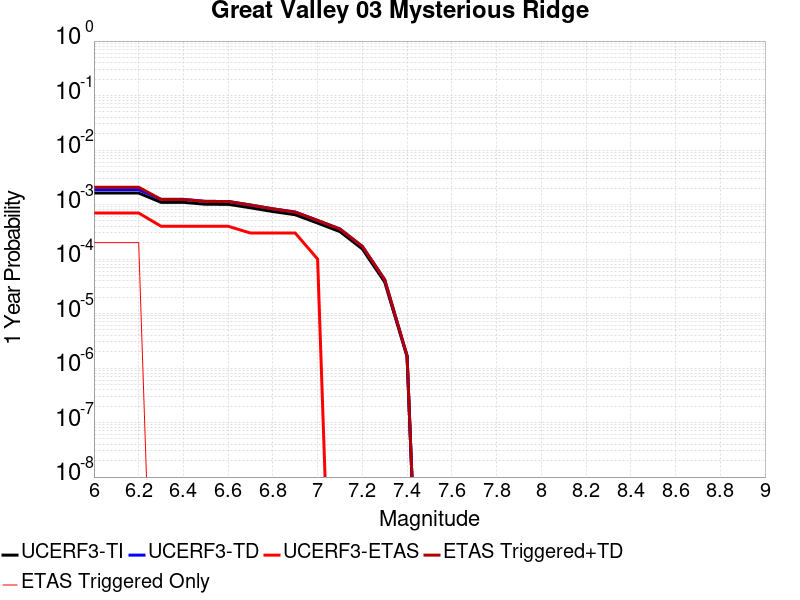 Great Valley 03 Mysterious Ridge
10^0
10^-1
10^-2
10^-3
10^-4
10^-5
10^-6
10^-7
10^-8
1 Year Probability
6 6.2 6.4 6.6 6.8 7 7.2 7.4 7.6 7.8 8 8.2 8.4 8.6 8.8 9
Magnitude
UCERF3-TI UCERF3-TD UCERF3-ETAS ETAS Triggered+TD
ETAS Triggered Only